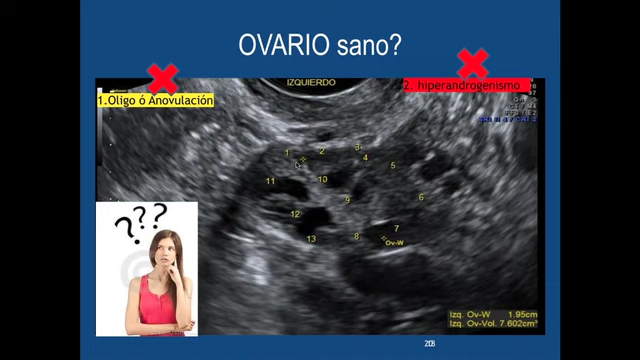 OVARIO sano?
IZQUIERDO
1.Oligo ó Anovulación
2. hiperandrogenismo
1
2
3
4
5
6
7
8
9
10
11
12
13
Ov-W
???
Izq. Ov-W 1.95cm
Izq. Ov-Vol. 7.602cm³